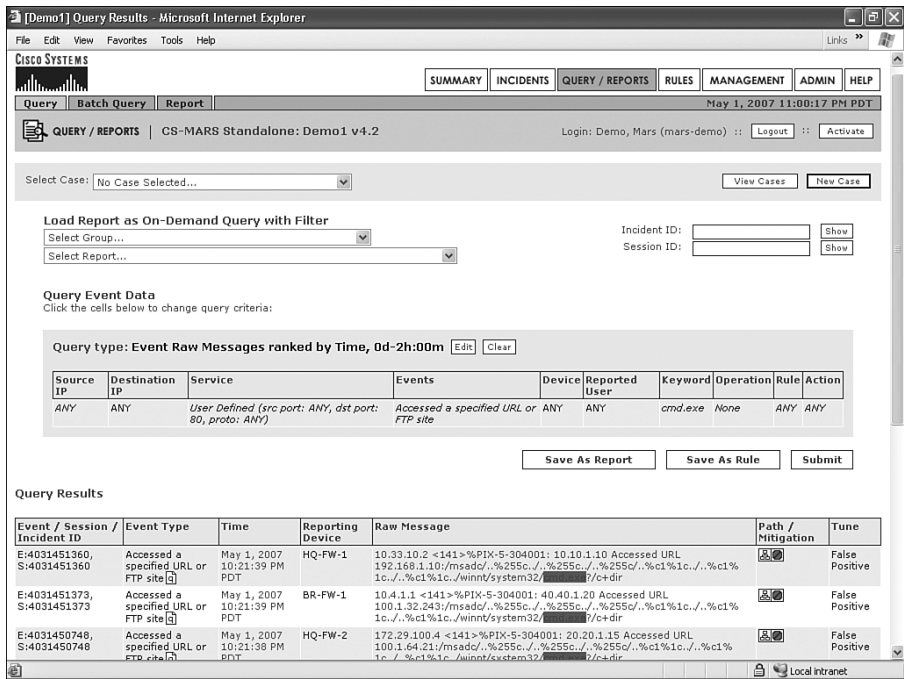 [Demo1] Query Results - Microsoft Internet Explorer
File Edit View Favorites Tools Help Links »
CISCO SYSTEMS
SUMMARY INCIDENTS QUERY / REPORTS RULES MANAGEMENT ADMIN HELP
Query Batch Query Report May 1, 2007 11:00:17 PM PDT
QUERY / REPORTS | CS-MARS Standalone: Demo1 v4.2 Login: Demo, Mars (mars-demo) :: Logout :: Activate
Select Case: No Case Selected... View Cases New Case
Load Report as On-Demand Query with Filter
Select Group... Incident ID: Show
Select Report... Session ID: Show
Query Event Data
Click the cells below to change query criteria:
Query type: Event Raw Messages ranked by Time, 0d-2h:00m Edit Clear
Source IP Destination IP Service Events Device Reported User Keyword Operation Rule Action
ANY ANY User Defined (src port: ANY, dst port: 80, proto: ANY) Accessed a specified URL or FTP site ANY ANY cmd.exe None ANY ANY
Save As Report Save As Rule Submit
Query Results
Event / Session / Incident ID Event Type Time Reporting Device Raw Message Path / Mitigation Tune
E:4031451360, Accessed a May 1, 2007 HQ-FW-1 10.33.10.2 <141>%PIX-5-304001: 10.10.1.10 Accessed URL False
S:4031451360 specified URL or 10:21:39 PM 192.168.1.10:/msadc/..%255c../..%255c../..%255c/..%c1%1c../..%c1% Positive
FTP site q PDT 1c../..%c1%1c../winnt/system32/cmd.exe?/c+dir
E:4031451373, Accessed a May 1, 2007 BR-FW-1 10.4.1.1 <141>%PIX-5-304001: 40.40.1.20 Accessed URL False
S:4031451373 specified URL or 10:21:39 PM 100.1.32.243:/msadc/..%255c../..%255c../..%255c/..%c1%1c../..%c1% Positive
FTP site q PDT 1c../..%c1%1c../winnt/system32/cmd.exe?/c+dir
E:4031450748, Accessed a May 1, 2007 HQ-FW-2 172.29.100.4 <141>%PIX-5-304001: 20.20.1.15 Accessed URL False
S:4031450748 specified URL or 10:21:38 PM 100.1.64.21:/msadc/..%255c../..%255c../..%255c/..%c1%1c../..%c1% Positive
FTP site q PDT 1c../..%c1%1c../winnt/system32/cmd.exe?/c+dir
Local intranet